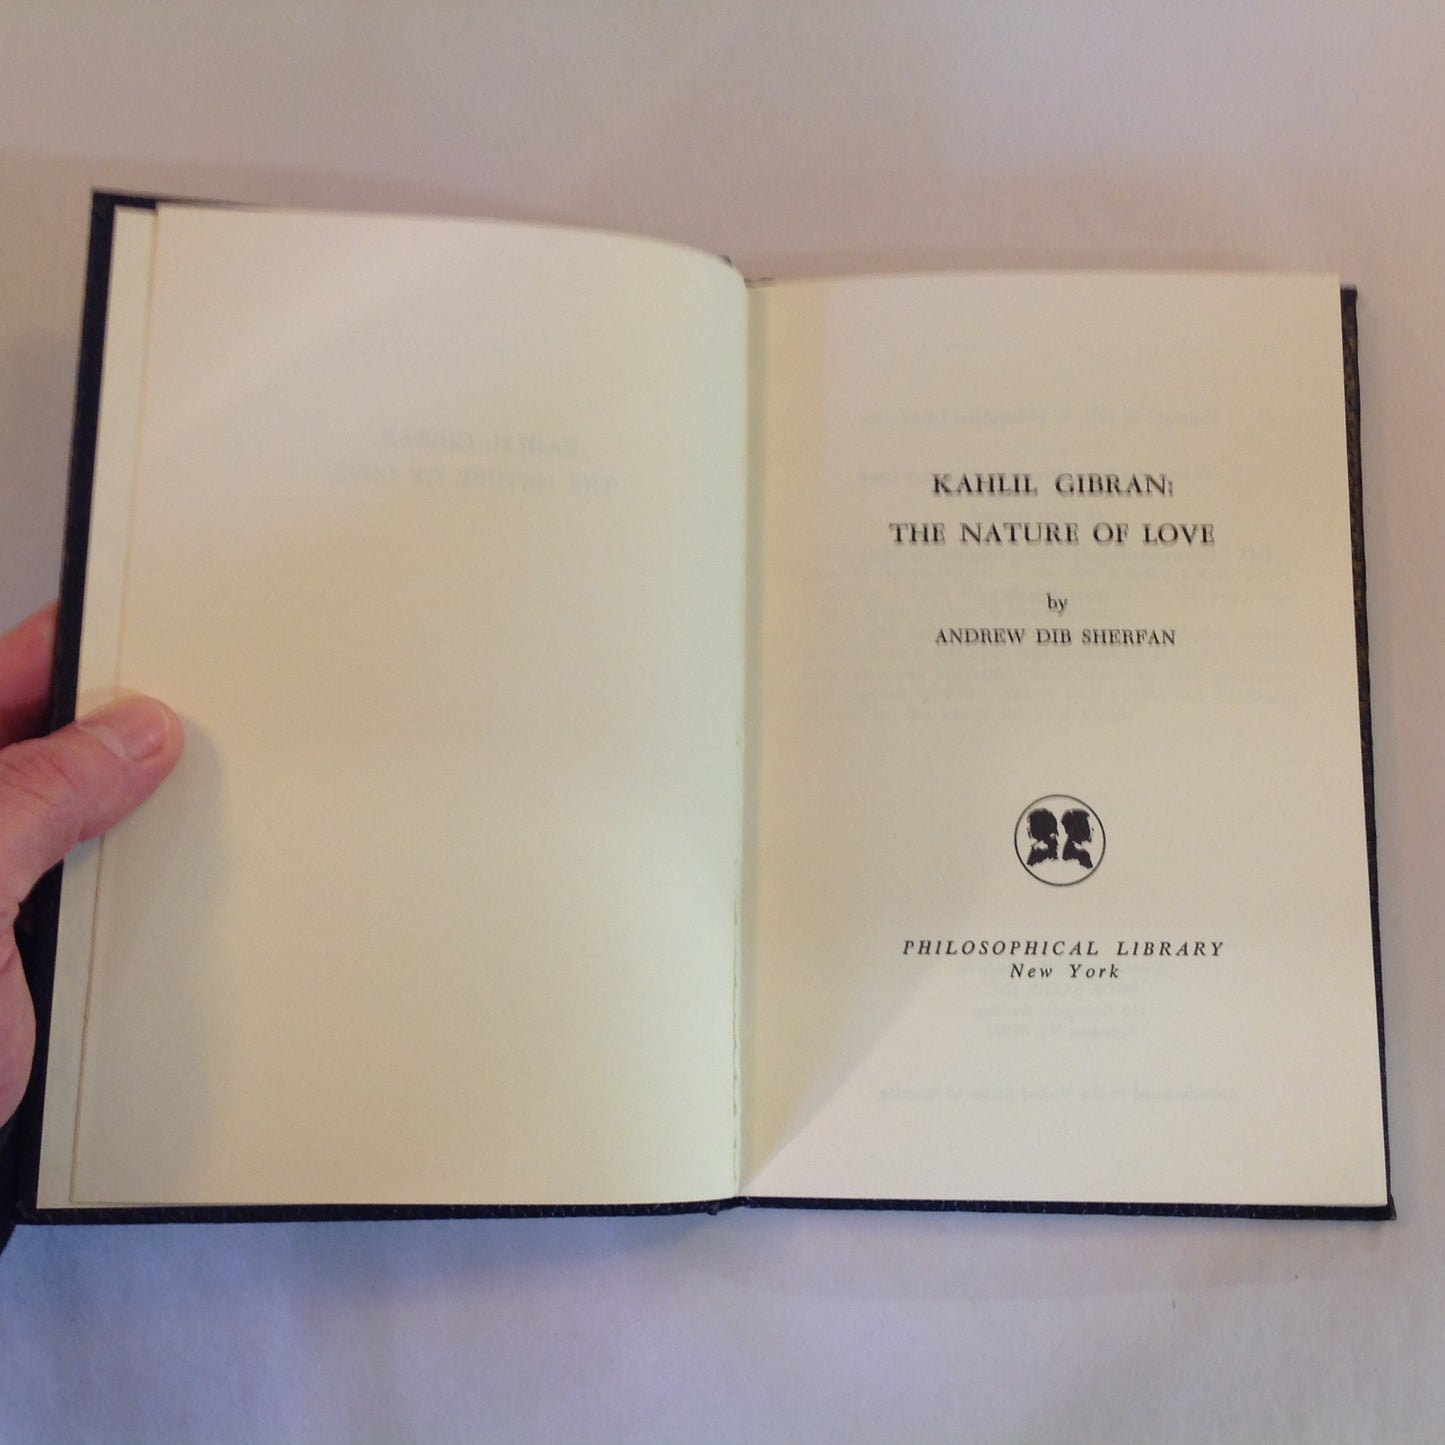 KAHLIL GIBRAN:
THE NATURE OF LOVE
by
ANDREW DIB SHERFAN
PHILOSOPHICAL LIBRARY
New York